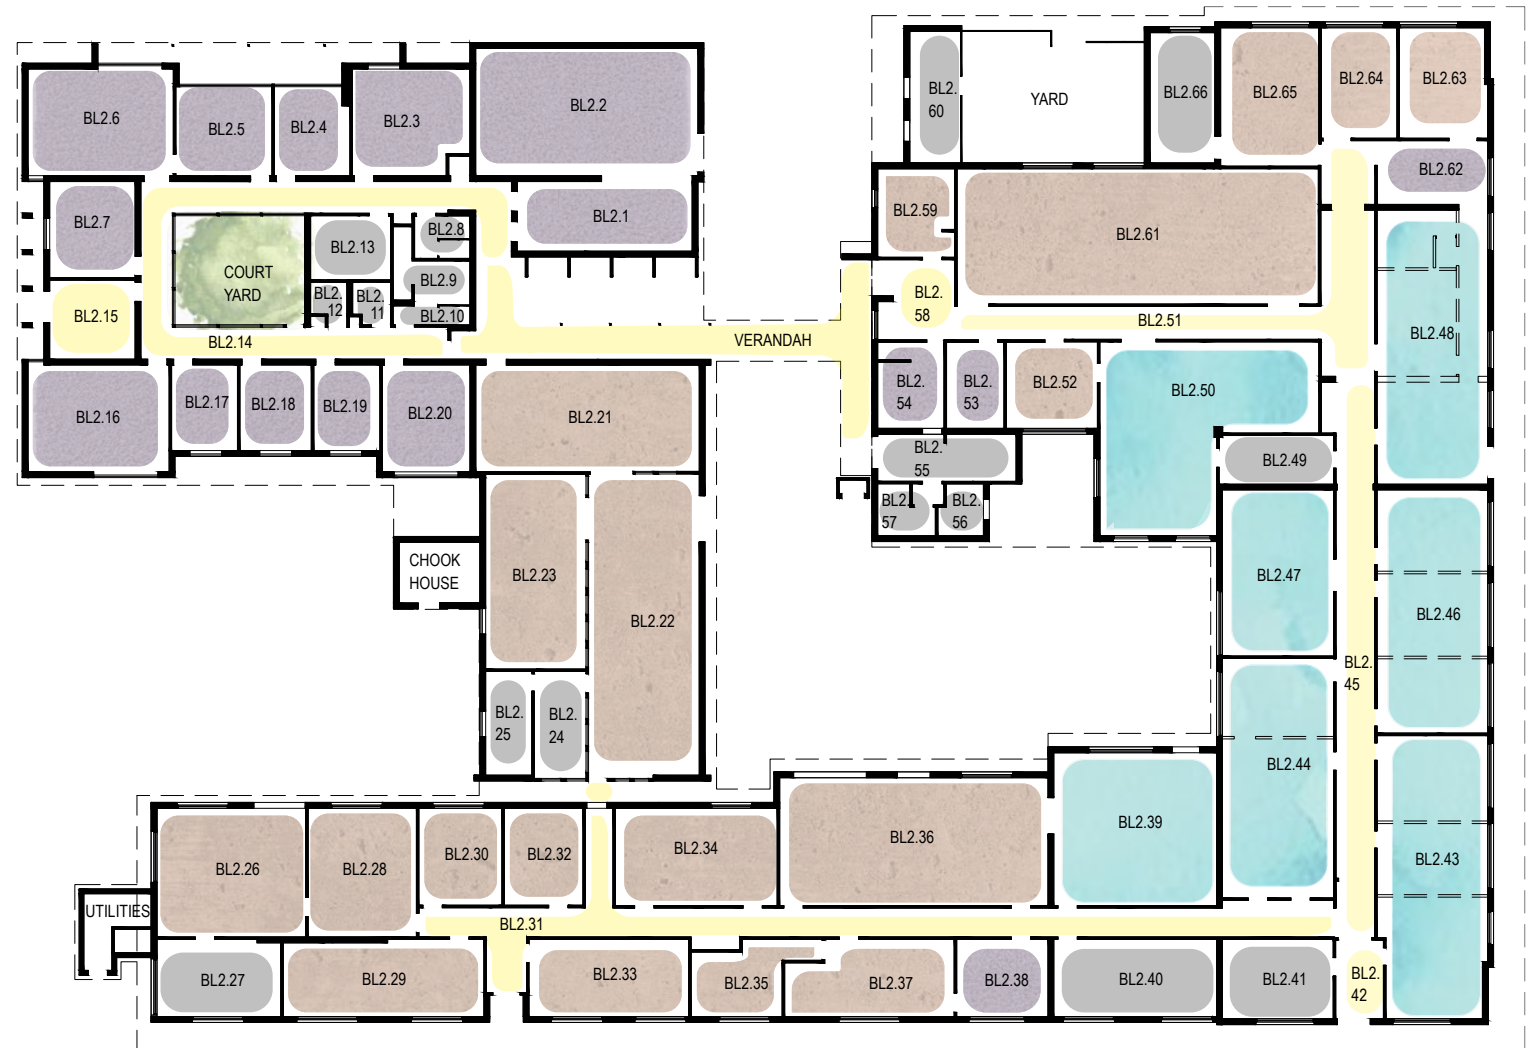 BL2.6
BL2.5
BL2.4
BL2.3
BL2.2
BL2.7
BL2.1
BL2.8
BL2.13
BL2.9
COURT
YARD
BL2.
12
BL2.
11
BL2.10
BL2.15
BL2.14
VERANDAH
BL2.16
BL2.17
BL2.18
BL2.19
BL2.20
BL2.21
BL2.23
BL2.22
CHOOK
HOUSE
BL2.
25
BL2.
24
BL2.
60
YARD
BL2.66
BL2.65
BL2.64
BL2.63
BL2.62
BL2.59
BL2.61
BL2.
58
BL2.51
BL2.48
BL2.
54
BL2.
53
BL2.52
BL2.50
BL2.
55
BL2.49
BL2.
57
BL2.
56
BL2.47
BL2.46
BL2.
45
BL2.44
BL2.43
BL2.26
BL2.28
BL2.30
BL2.32
BL2.34
BL2.36
BL2.39
UTILITIES
BL2.31
BL2.27
BL2.29
BL2.33
BL2.35
BL2.37
BL2.38
BL2.40
BL2.41
BL2.
42